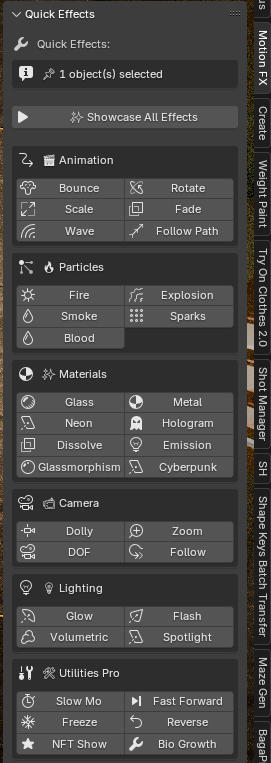 Quick Effects
Quick Effects:
1 object(s) selected
Showcase All Effects
Animation
Bounce Rotate
Scale Fade
Wave Follow Path
Particles
Fire Explosion
Smoke Sparks
Blood
Materials
Glass Metal
Neon Hologram
Dissolve Emission
Glassmorphism Cyberpunk
Camera
Dolly Zoom
DOF Follow
Lighting
Glow Flash
Volumetric Spotlight
Utilities Pro
Slow Mo Fast Forward
Freeze Reverse
NFT Show Bio Growth
Motion FX
Create
Weight Paint
Try On Clothes 2.0
Shot Manager
SH
Shape Keys Batch Transfer
Maze Gen
BagaP